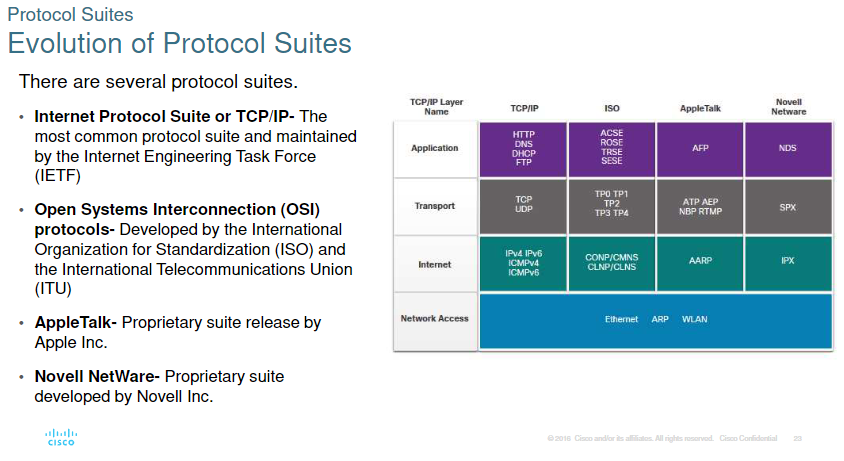 Protocol Suites
Evolution of Protocol Suites
There are several protocol suites.
• Internet Protocol Suite or TCP/IP- The
most common protocol suite and maintained
by the Internet Engineering Task Force
(IETF)
• Open Systems Interconnection (OSI)
protocols- Developed by the International
Organization for Standardization (ISO) and
the International Telecommunications Union
(ITU)
• AppleTalk- Proprietary suite release by
Apple Inc.
• Novell NetWare- Proprietary suite
developed by Novell Inc.
TCP/IP Layer
Name
TCP/IP
ISO
AppleTalk
Novell
Netware
Application
HTTP
DNS
DHCP
FTP
ACSE
ROSE
TRSE
SESE
AFP
NDS
Transport
TCP
UDP
TP0 TP1
TP2
TP3 TP4
ATP AEP
NBP RTMP
SPX
Internet
IPv4 IPv6
ICMPv4
ICMPv6
CONP/CMNS
CLNP/CLNS
AARP
IPX
Network Access
Ethernet ARP WLAN
CISCO
© 2016 Cisco and/or its affiliates. All rights reserved. Cisco Confidential 23